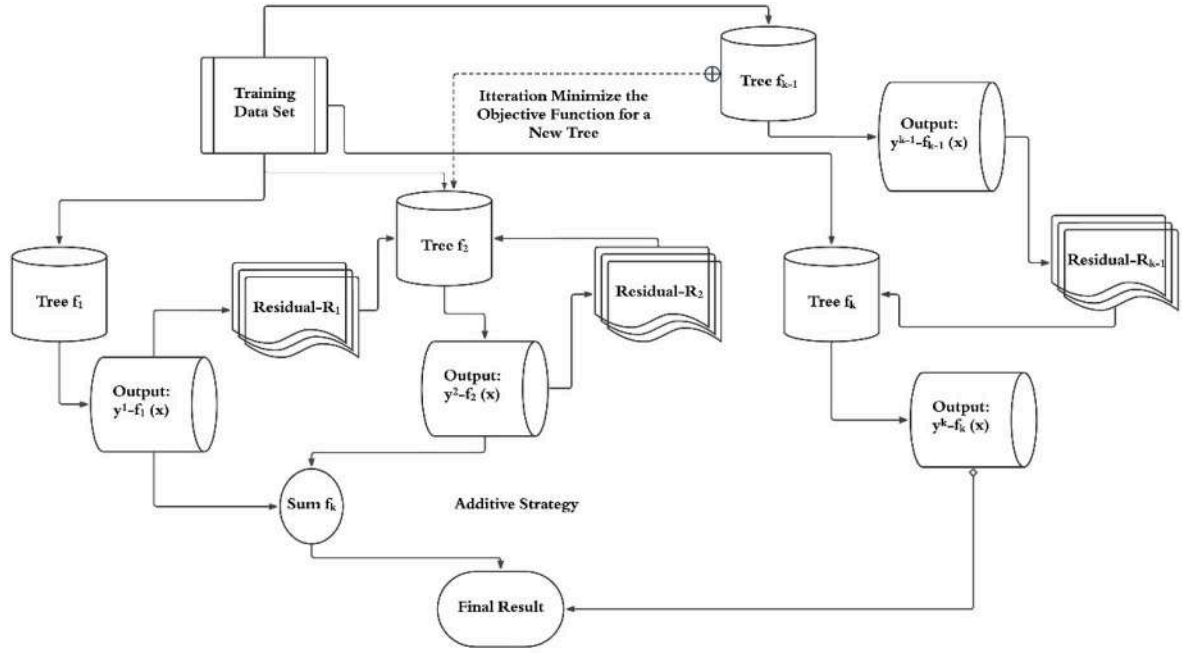 Tree fk-1
Training
Data Set
Itteration Minimize the
Objective Function for a
New Tree
Output:
yk-1-fk-1 (x)
Tree f2
Tree f1
Residual-R1
Residual-R2
Tree fk
Residual-Rk-1
Output:
y1-f1 (x)
Output:
y2-f2 (x)
Output:
yk-fk (x)
Sum fk
Additive Strategy
Final Result